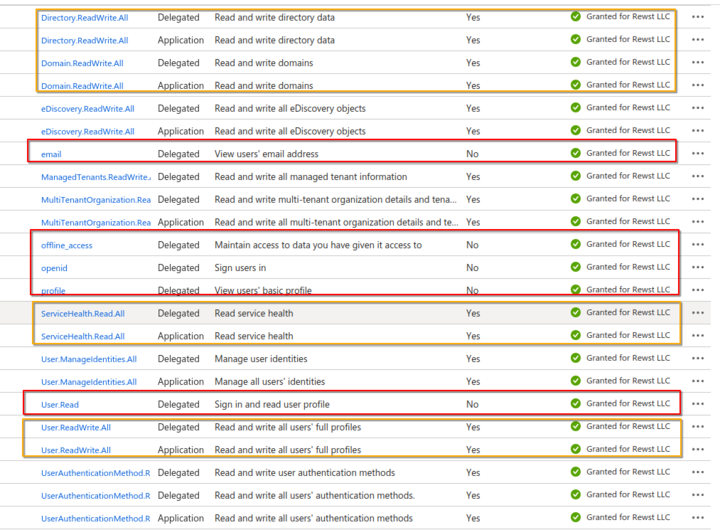 Directory.ReadWrite.All Delegated Read and write directory data Yes Granted for Rewst LLC ...
Directory.ReadWrite.All Application Read and write directory data Yes Granted for Rewst LLC ...
Domain.ReadWrite.All Delegated Read and write domains Yes Granted for Rewst LLC ...
Domain.ReadWrite.All Application Read and write domains Yes Granted for Rewst LLC ...
eDiscovery.ReadWrite.All Delegated Read and write all eDiscovery objects Yes Granted for Rewst LLC ...
eDiscovery.ReadWrite.All Application Read and write all eDiscovery objects Yes Granted for Rewst LLC ...
email Delegated View users' email address No Granted for Rewst LLC ...
ManagedTenants.ReadWrite. Delegated Read and write all managed tenant information Yes Granted for Rewst LLC ...
MultiTenantOrganization.Rea Delegated Read and write multi-tenant organization details and tena... Yes Granted for Rewst LLC ...
MultiTenantOrganization.Rea Application Read and write all multi-tenant organization details and te... Yes Granted for Rewst LLC ...
offline_access Delegated Maintain access to data you have given it access to No Granted for Rewst LLC ...
openid Delegated Sign users in No Granted for Rewst LLC ...
profile Delegated View users' basic profile No Granted for Rewst LLC ...
ServiceHealth.Read.All Delegated Read service health Yes Granted for Rewst LLC ...
ServiceHealth.Read.All Application Read service health Yes Granted for Rewst LLC ...
User.ManageIdentities.All Delegated Manage user identities Yes Granted for Rewst LLC ...
User.ManageIdentities.All Application Manage all users' identities Yes Granted for Rewst LLC ...
User.Read Delegated Sign in and read user profile No Granted for Rewst LLC ...
User.ReadWrite.All Delegated Read and write all users' full profiles Yes Granted for Rewst LLC ...
User.ReadWrite.All Application Read and write all users' full profiles Yes Granted for Rewst LLC ...
UserAuthenticationMethod.R Delegated Read and write user authentication methods Yes Granted for Rewst LLC ...
UserAuthenticationMethod.R Delegated Read and write all users' authentication methods. Yes Granted for Rewst LLC ...
UserAuthenticationMethod.R Application Read and write all users' authentication methods Yes Granted for Rewst LLC ...